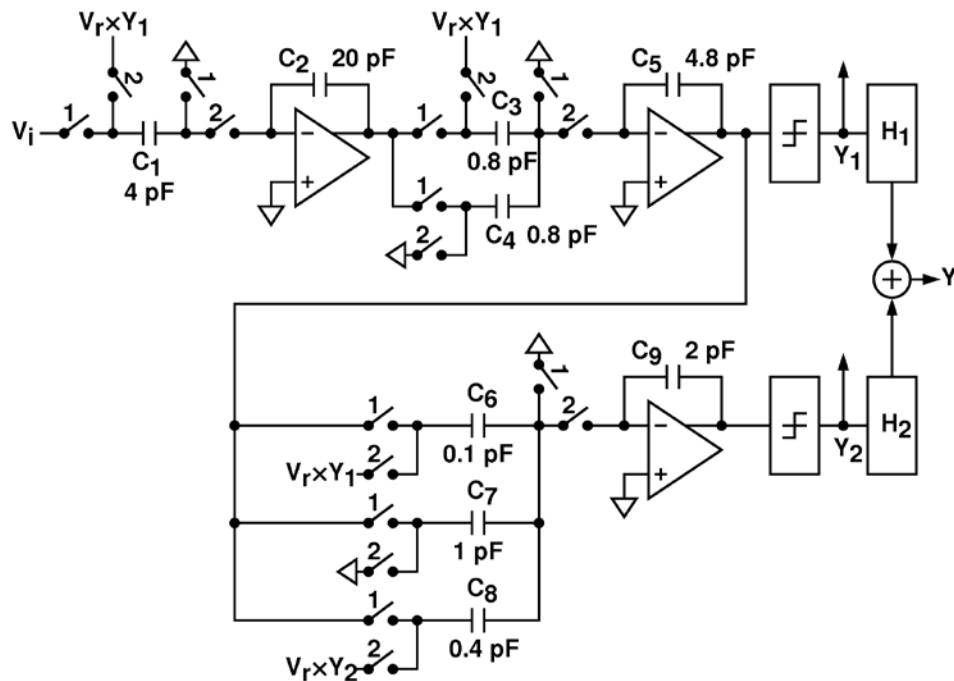 Vr×Y1
Vr×Y1
C2 20 pF
C5 4.8 pF
2
1
2
1
C3
1
2
1
2
Vi
C1
4 pF
−
+
0.8 pF
−
+
Y1
H1
1
2
C4 0.8 pF
+
Y
1
C9 2 pF
1
C6
2
−
H2
2
0.1 pF
Vr×Y1
+
Y2
1
C7
2
1 pF
1
C8
2
0.4 pF
Vr×Y2